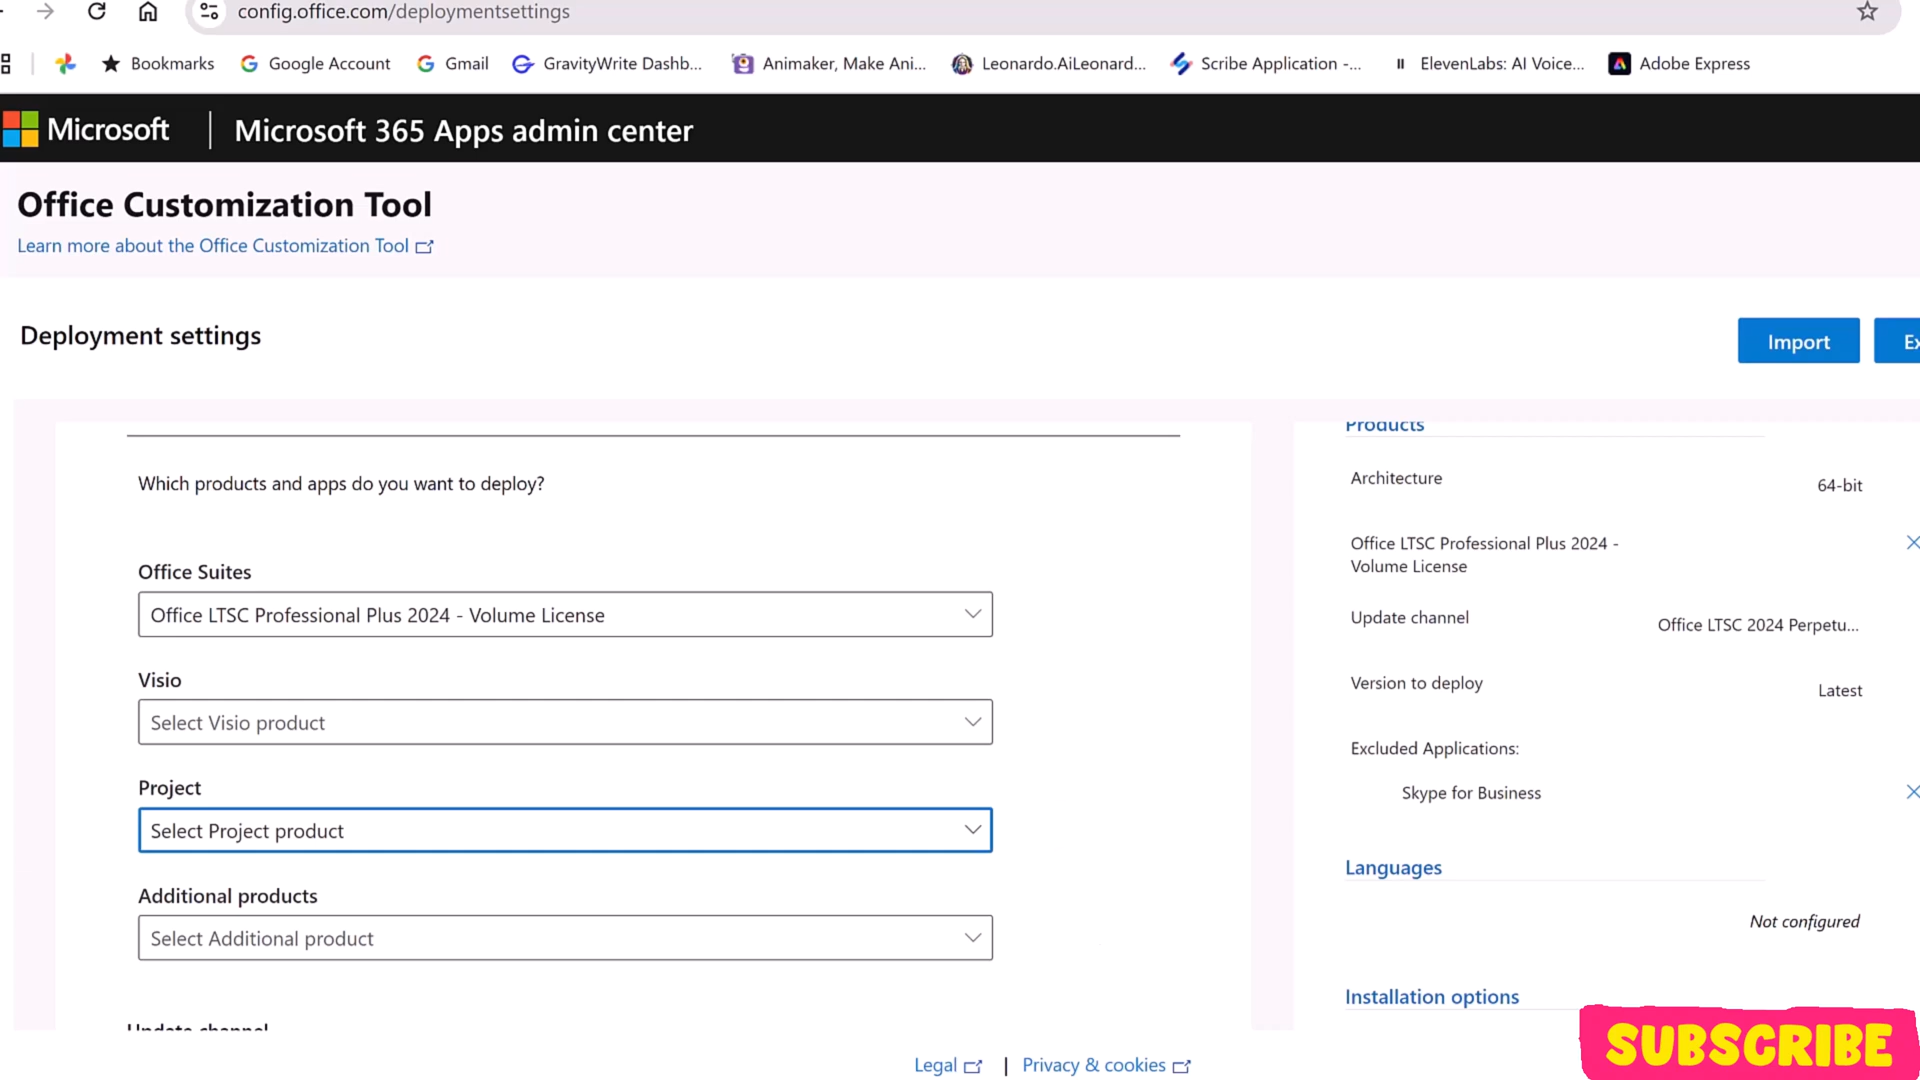 config.office.com/deploymentsettings
Bookmarks
Google Account
Gmail
GravityWrite Dashb...
Animaker, Make Ani...
Leonardo.AiLeonard...
Scribe Application -...
ElevenLabs: AI Voice...
Adobe Express
Microsoft
Microsoft 365 Apps admin center
Office Customization Tool
Learn more about the Office Customization Tool
Deployment settings
Import
Ex
Which products and apps do you want to deploy?
Office Suites
Office LTSC Professional Plus 2024 - Volume License
Visio
Select Visio product
Project
Select Project product
Additional products
Select Additional product
Update channel
Products
Architecture
64-bit
Office LTSC Professional Plus 2024 -
Volume License
Update channel
Office LTSC 2024 Perpetu...
Version to deploy
Latest
Excluded Applications:
Skype for Business
Languages
Not configured
Installation options
SUBSCRIBE
Legal
Privacy & cookies